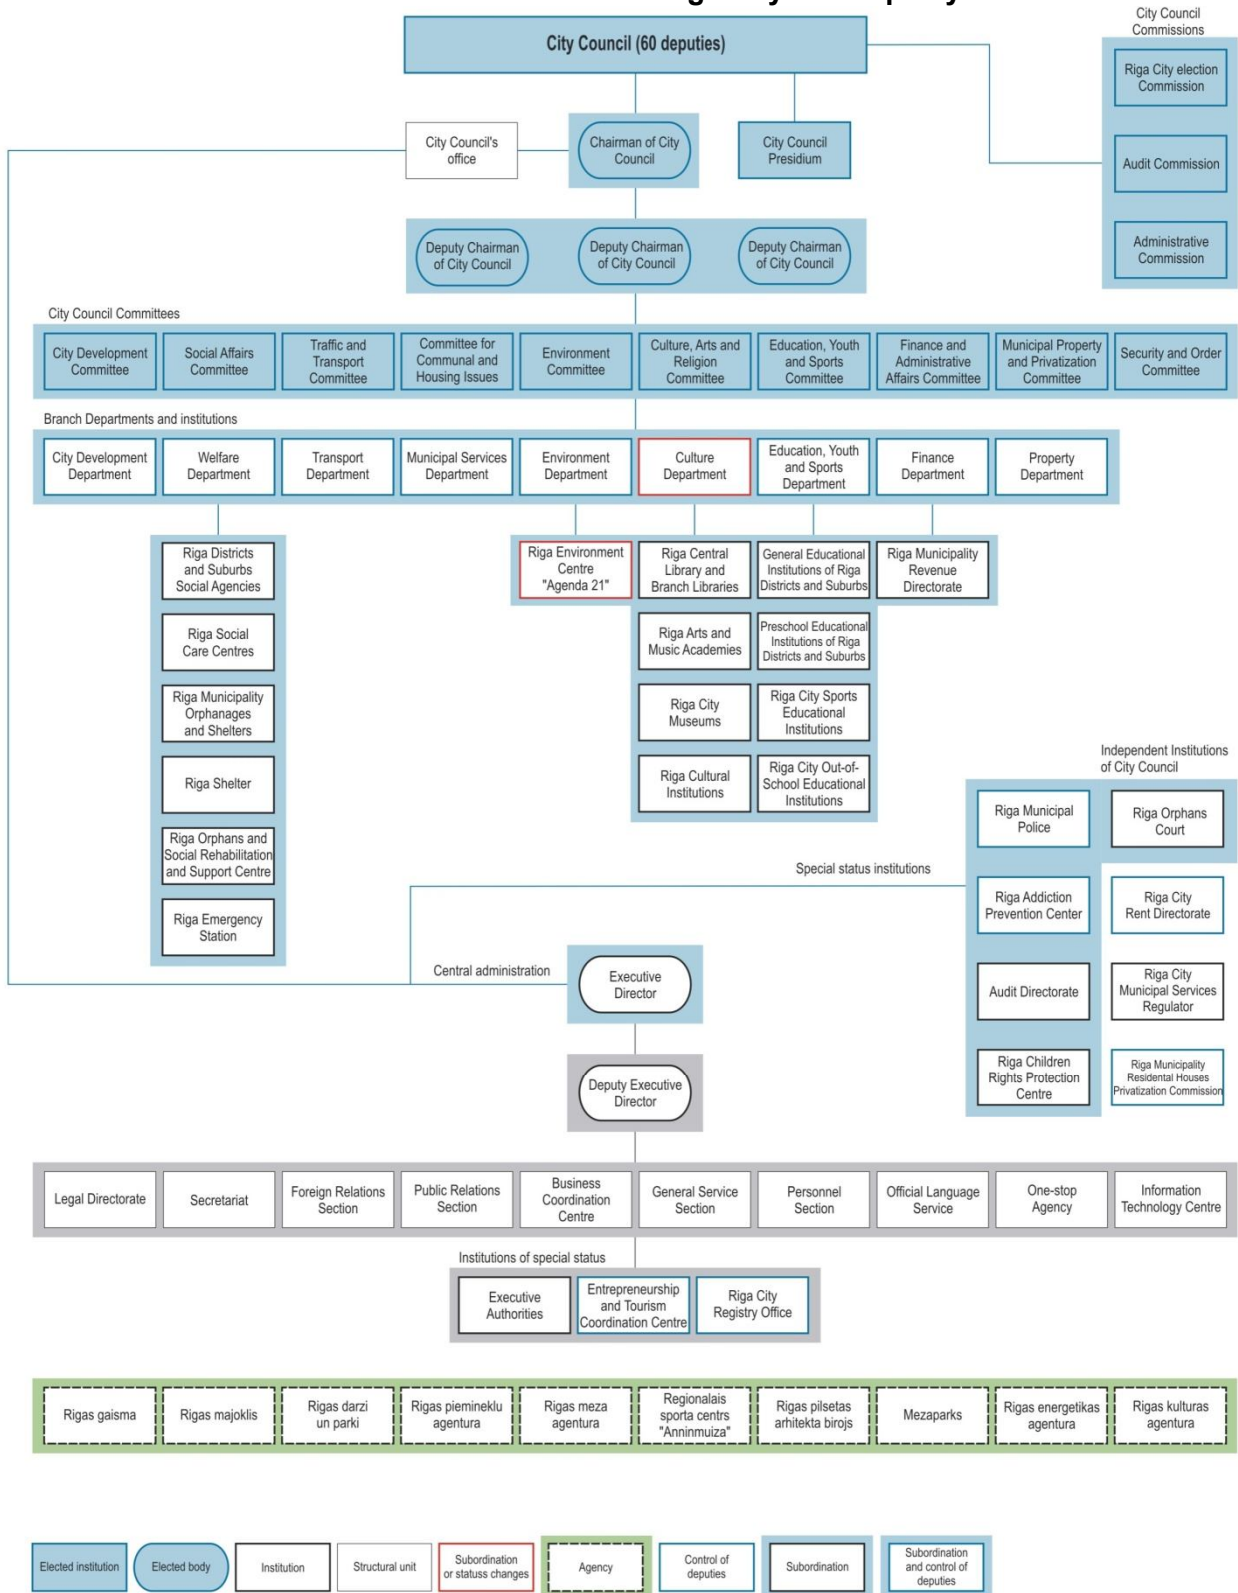 City Council
Commissions
City Council (60 deputies)
Riga City election
Commission
Audit Commission
Administrative
Commission
City Council's
office
Chairman of City
Council
City Council
Presidium
Deputy Chairman
of City Council
Deputy Chairman
of City Council
Deputy Chairman
of City Council
City Council Committees
City Development
Committee
Social Affairs
Committee
Traffic and
Transport
Committee
Committee for
Communal and
Housing Issues
Environment
Committee
Culture, Arts and
Religion
Committee
Education, Youth
and Sports
Committee
Finance and
Administrative
Affairs Committee
Municipal Property
and Privatization
Committee
Security and Order
Committee
Branch Departments and institutions
City Development
Department
Welfare
Department
Transport
Department
Municipal Services
Department
Environment
Department
Culture
Department
Education, Youth
and Sports
Department
Finance
Department
Property
Department
Riga Districts
and Suburbs
Social Agencies
Riga Social
Care Centres
Riga Municipality
Orphanages
and Shelters
Riga Shelter
Riga Orphans and
Social Rehabilitation
and Support Centre
Riga Emergency
Station
Riga Environment
Centre
"Agenda 21"
Riga Central
Library and
Branch Libraries
Riga Arts and
Music Academies
Riga City
Museums
Riga Cultural
Institutions
General Educational
Institutions of Riga
Districts and Suburbs
Preschool Educational
Institutions of Riga
Districts and Suburbs
Riga City Sports
Educational
Institutions
Riga City Out-of-
School Educational
Institutions
Riga Municipality
Revenue
Directorate
Independent Institutions
of City Council
Riga Municipal
Police
Riga Orphans
Court
Special status institutions
Riga Addiction
Prevention Center
Riga City
Rent Directorate
Audit Directorate
Riga City
Municipal Services
Regulator
Riga Children
Rights Protection
Centre
Riga Municipality
Residental Houses
Privatization Commission
Central administration
Executive
Director
Deputy Executive
Director
Legal Directorate
Secretariat
Foreign Relations
Section
Public Relations
Section
Business
Coordination
Centre
General Service
Section
Personnel
Section
Official Language
Service
One-stop
Agency
Information
Technology Centre
Institutions of special status
Executive
Authorities
Entrepreneurship
and Tourism
Coordination Centre
Riga City
Registry Office
Rigas gaisma
Rigas majoklis
Rigas darzi
un parki
Rigas piemineklu
agentura
Rigas meza
agentura
Regionalais
sporta centrs
"Anninmuiza"
Rigas pilsetas
arhitekta birojs
Mezaparks
Rigas energetikas
agentura
Rigas kulturas
agentura
Elected institution
Elected body
Institution
Structural unit
Subordination
or statuss changes
Agency
Control of
deputies
Subordination
Subordination
and control of
deputies